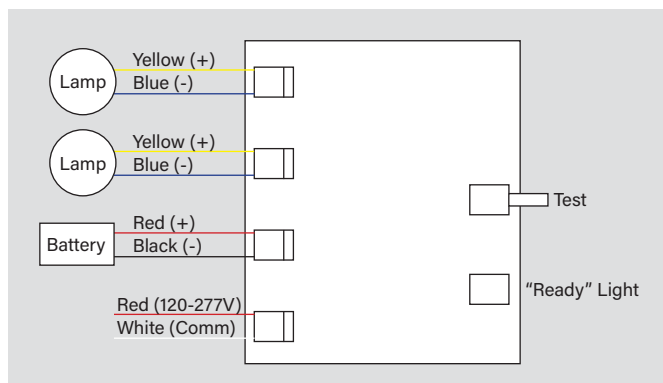 Lamp
Yellow (+)
Blue (-)
Lamp
Yellow (+)
Blue (-)
Battery
Red (+)
Black (-)
Red (120-277V)
White (Comm)
Test
“Ready” Light